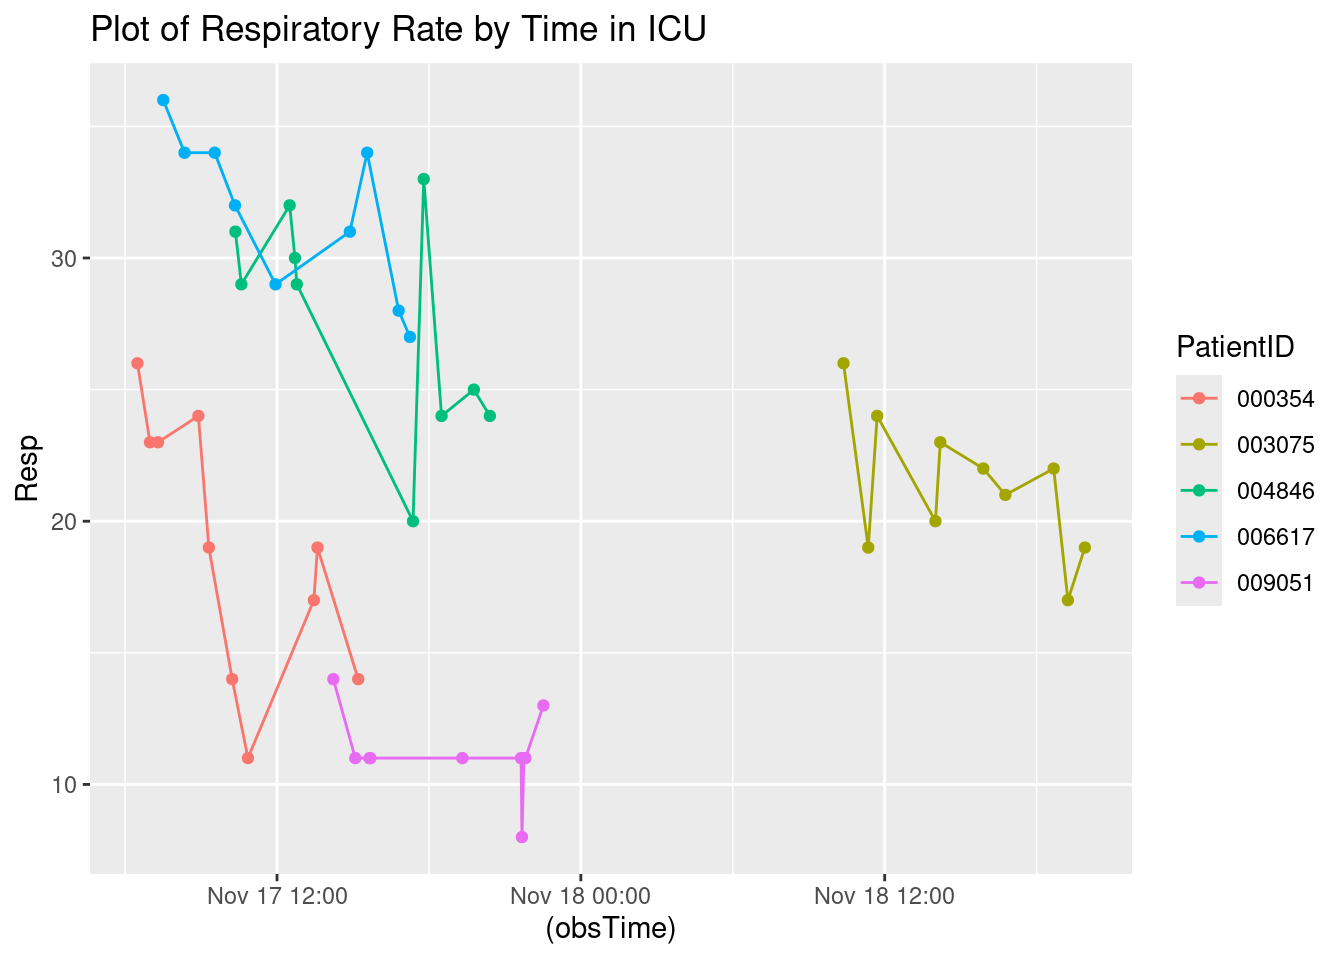 Plot of Respiratory Rate by Time in ICU
Resp
30
20
10
Nov 17 12:00
Nov 18 00:00
Nov 18 12:00
(obsTime)
PatientID
000354
003075
004846
006617
009051